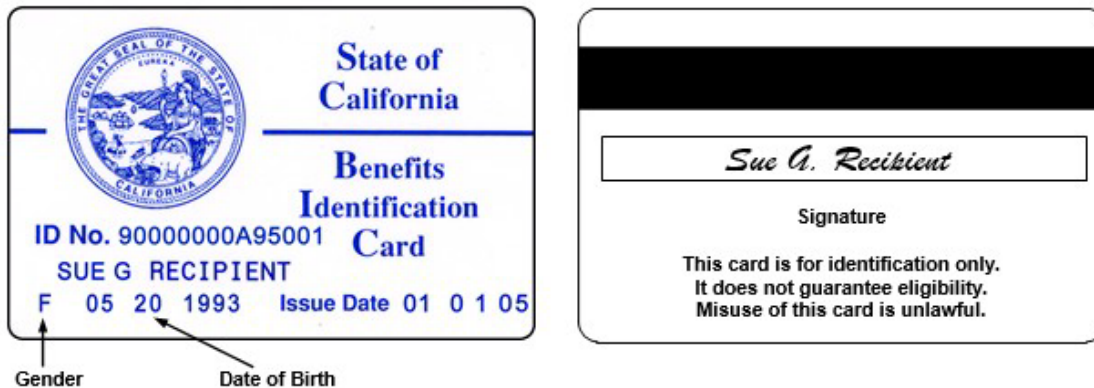 THE GREAT SEAL OF THE STATE OF CALIFORNIA
EUREKA
State of
California
Benefits
Identification
Card
ID No. 90000000A95001
SUE G RECIPIENT
F 05 20 1993 Issue Date 01 0 1 05
Gender Date of Birth
Sue G. Recipient
Signature
This card is for identification only.
It does not guarantee eligibility.
Misuse of this card is unlawful.